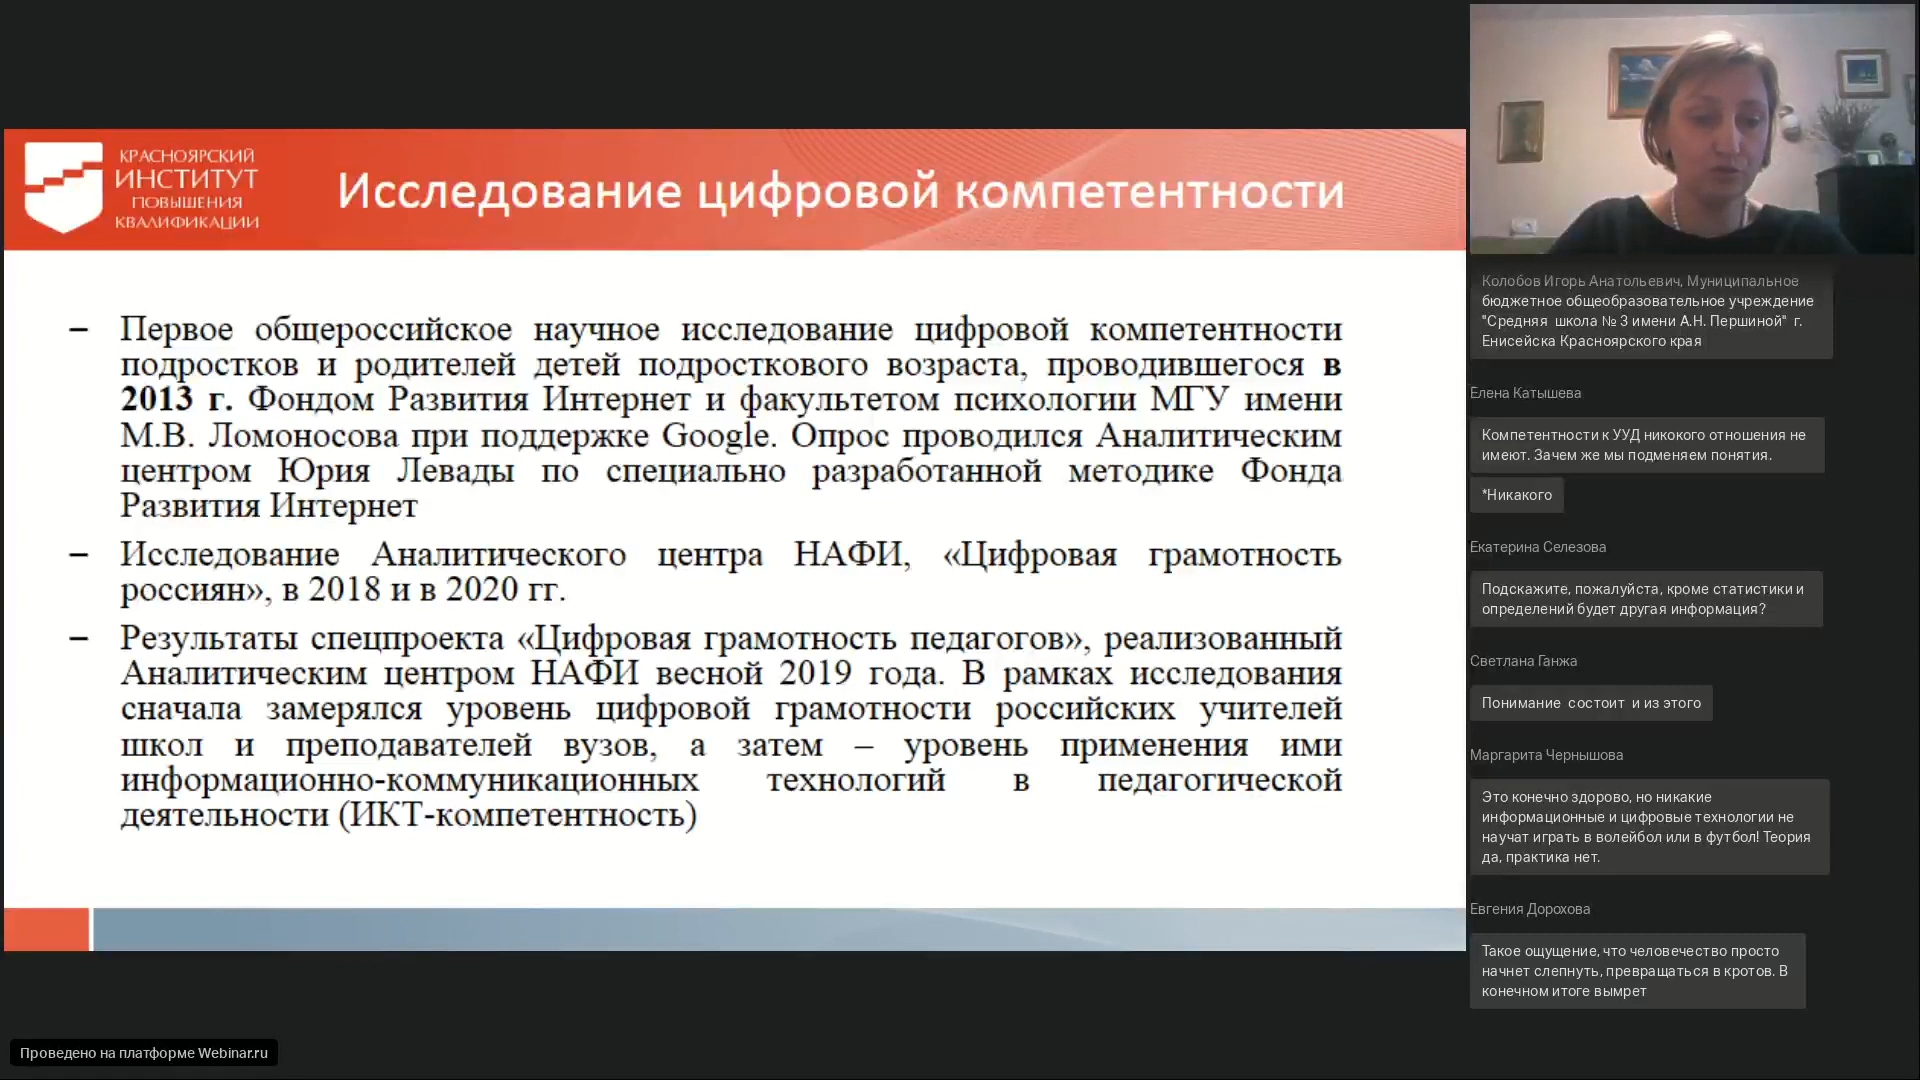 КРАСНОЯРСКИЙ
ИНСТИТУТ
ПОВЫШЕНИЯ
КВАЛИФИКАЦИИ
Исследование цифровой компетентности
– Первое общероссийское научное исследование цифровой компетентности
подростков и родителей детей подросткового возраста, проводившегося в
2013 г. Фондом Развития Интернет и факультетом психологии МГУ имени
М.В. Ломоносова при поддержке Google. Опрос проводился Аналитическим
центром Юрия Левады по специально разработанной методике Фонда
Развития Интернет
– Исследование Аналитического центра НАФИ, «Цифровая грамотность
россиян», в 2018 и в 2020 гг.
– Результаты спецпроекта «Цифровая грамотность педагогов», реализованный
Аналитическим центром НАФИ весной 2019 года. В рамках исследования
сначала замерялся уровень цифровой грамотности российских учителей
школ и преподавателей вузов, а затем – уровень применения ими
информационно-коммуникационных технологий в педагогической
деятельности (ИКТ-компетентность)
Проведено на платформе Webinar.ru
Колобов Игорь Анатольевич, Муниципальное
бюджетное общеобразовательное учреждение
"Средняя школа № 3 имени А.Н. Першиной" г.
Енисейска Красноярского края
Елена Катышева
Компетентности к УУД никокого отношения не
имеют. Зачем же мы подменяем понятия.
*Никакого
Екатерина Селезова
Подскажите, пожалуйста, кроме статистики и
определений будет другая информация?
Светлана Ганжа
Понимание состоит и из этого
Маргарита Чернышова
Это конечно здорово, но никакие
информационные и цифровые технологии не
научат играть в волейбол или в футбол! Теория
да, практика нет.
Евгения Дорохова
Такое ощущение, что человечество просто
начнет слепнуть, превращаться в кротов. В
конечном итоге вымрет